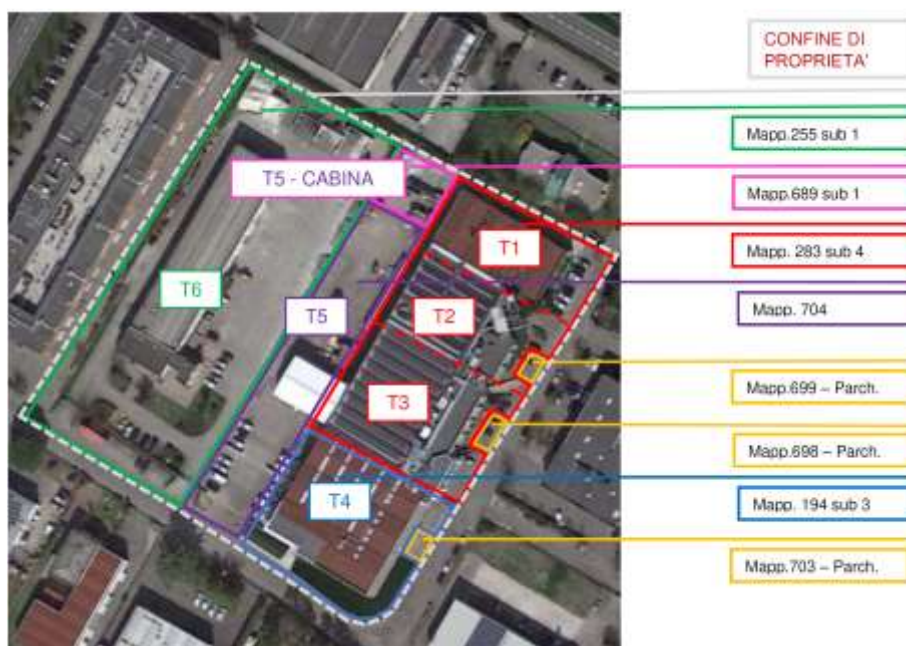 CONFINE DI
PROPRIETA'
Mapp.255 sub 1
T5 - CABINA
Mapp.689 sub 1
T1
Mapp. 283 sub 4
T6
T5
T2
Mapp. 704
T3
Mapp.699 – Parch.
Mapp.698 – Parch.
T4
Mapp. 194 sub 3
Mapp.703 – Parch.